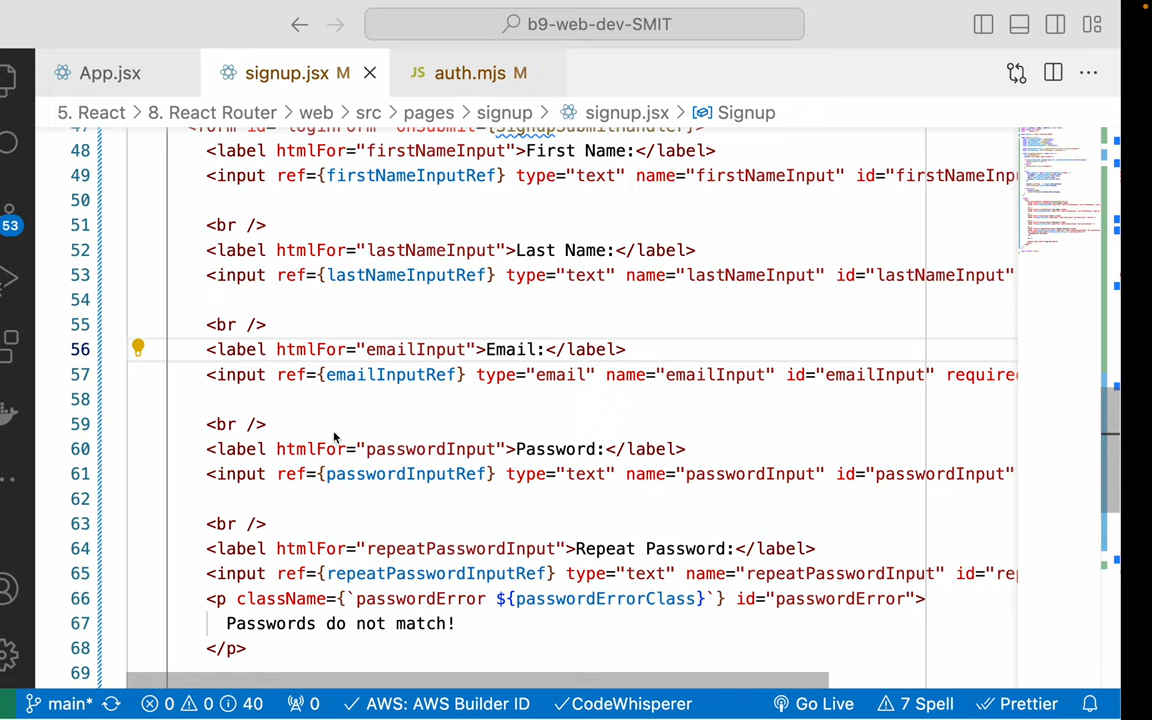 b9-web-dev-SMIT
App.jsx
signup.jsx M
JS auth.mjs M
5. React > 8. React Router > web > src > pages > signup > signup.jsx > Signup
47 <form id="loginForm" onSubmit={signupSubmitHandler}>
48 <label htmlFor="firstNameInput">First Name:</label>
49 <input ref={firstNameInputRef} type="text" name="firstNameInput" id="firstNameInp
50
51 <br />
52 <label htmlFor="lastNameInput">Last Name:</label>
53 <input ref={lastNameInputRef} type="text" name="lastNameInput" id="lastNameInput"
54
55 <br />
56 <label htmlFor="emailInput">Email:</label>
57 <input ref={emailInputRef} type="email" name="emailInput" id="emailInput" require
58
59 <br />
60 <label htmlFor="passwordInput">Password:</label>
61 <input ref={passwordInputRef} type="text" name="passwordInput" id="passwordInput"
62
63 <br />
64 <label htmlFor="repeatPasswordInput">Repeat Password:</label>
65 <input ref={repeatPasswordInputRef} type="text" name="repeatPasswordInput" id="rep
66 <p className={`passwordError ${passwordErrorClass}`} id="passwordError">
67 Passwords do not match!
68 </p>
69
53
main* 0 0 40 0 AWS: AWS Builder ID CodeWhisperer Go Live 7 Spell Prettier